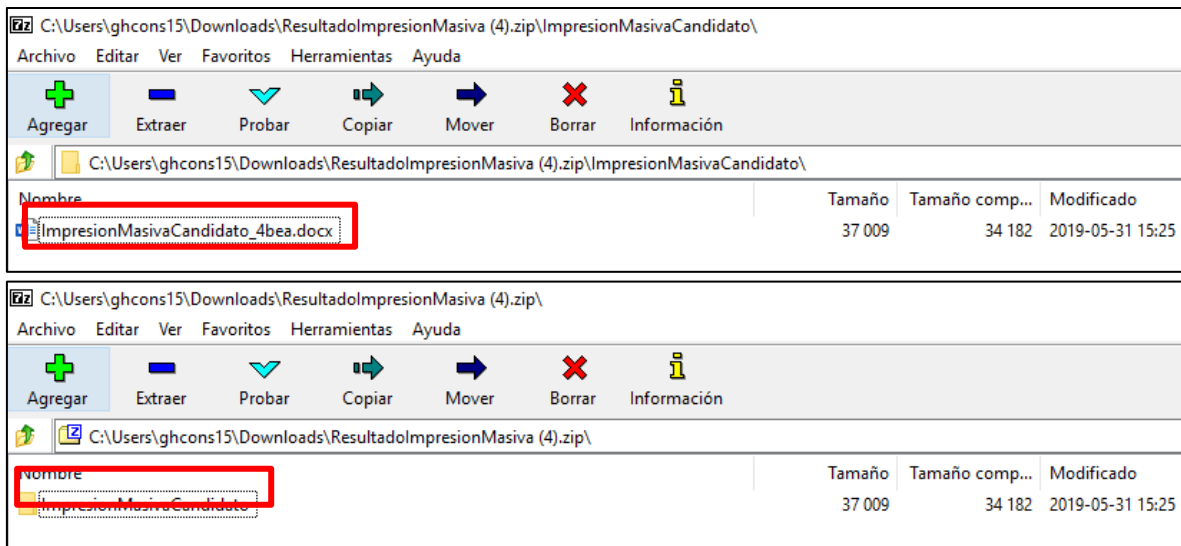 7z C:\Users\ghcons15\Downloads\ResultadoImpresionMasiva (4).zip\ImpresionMasivaCandidato\
Archivo Editar Ver Favoritos Herramientas Ayuda
Agregar Extraer Probar Copiar Mover Borrar Información
C:\Users\ghcons15\Downloads\ResultadoImpresionMasiva (4).zip\ImpresionMasivaCandidato\
Nombre Tamaño Tamaño comp... Modificado
ImpresionMasivaCandidato_4bea.docx 37 009 34 182 2019-05-31 15:25
7z C:\Users\ghcons15\Downloads\ResultadoImpresionMasiva (4).zip\
Archivo Editar Ver Favoritos Herramientas Ayuda
Agregar Extraer Probar Copiar Mover Borrar Información
C:\Users\ghcons15\Downloads\ResultadoImpresionMasiva (4).zip\
Nombre Tamaño Tamaño comp... Modificado
ImpresionMasivaCandidato 37 009 34 182 2019-05-31 15:25